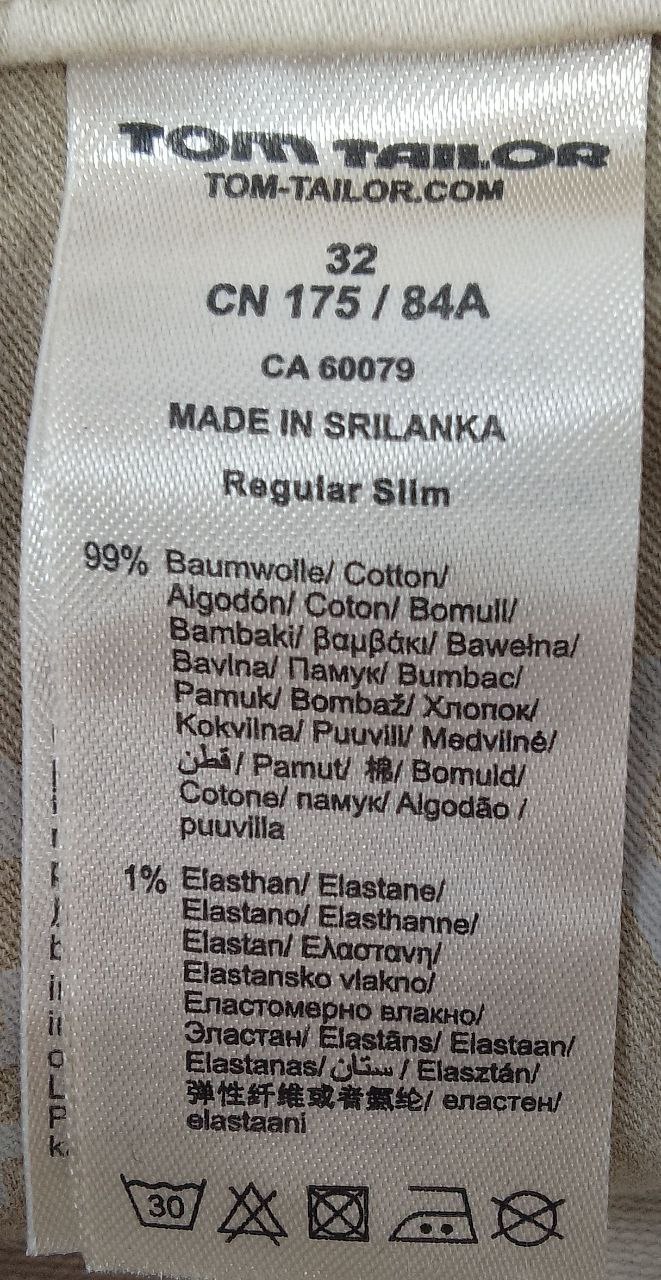 TOM TAILOR
TOM-TAILOR.COM
32
CN 175 / 84A
CA 60079
MADE IN SRILANKA
Regular Slim
99% Baumwolle/ Cotton/
Algodón/ Coton/ Bomull/
Bambaki/ βαμβάκι/ Bawełna/
Bavlna/ Памук/ Bumbac/
Pamuk/ Bombaž/ Хлопок/
Kokvilna/ Puuvill/ Medvilnė/
قطن/ Pamut/ 棉/ Bomuld/
Cotone/ памук/ Algodão /
puuvilla
1% Elasthan/ Elastane/
Elastano/ Elasthanne/
Elastan/ Ελαστανη/
Elastansko vlakno/
Еластомерно влакно/
Эластан/ Elastāns/ Elastaan/
Elastanas/ ستان / Elasztán/
弹性纤维或者氨纶/ еластен/
elastaani
30